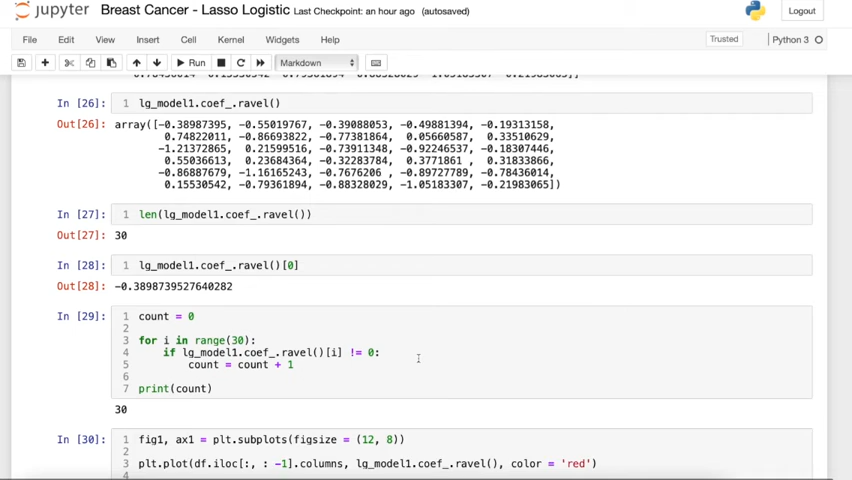 jupyter Breast Cancer - Lasso Logistic Last Checkpoint: an hour ago (autosaved)
Logout
File Edit View Insert Cell Kernel Widgets Help
Trusted
Python 3
Run
Markdown
In [26]: 1 lg_model1.coef_.ravel()
Out[26]: array([-0.38987395, -0.55019767, -0.39088053, -0.49881394, -0.19313158,
0.74822011, -0.86693822, -0.77381864, 0.05660587, 0.33510629,
-1.21372865, 0.21599516, -0.73911348, -0.92246537, -0.18307446,
0.55036613, 0.23684364, -0.32283784, 0.3771861 , 0.31833866,
-0.86887679, -1.16165243, -0.7676206 , -0.89727789, -0.78436014,
0.15530542, -0.79361894, -0.88328029, -1.05183307, -0.21983065])
In [27]: 1 len(lg_model1.coef_.ravel())
Out[27]: 30
In [28]: 1 lg_model1.coef_.ravel()[0]
Out[28]: -0.3898739527640282
In [29]: 1 count = 0
2
3 for i in range(30):
4 if lg_model1.coef_.ravel()[i] != 0:
5 count = count + 1
6
7 print(count)
30
In [30]: 1 fig1, ax1 = plt.subplots(figsize = (12, 8))
2
3 plt.plot(df.iloc[:, : -1].columns, lg_model1.coef_.ravel(), color = 'red')
4